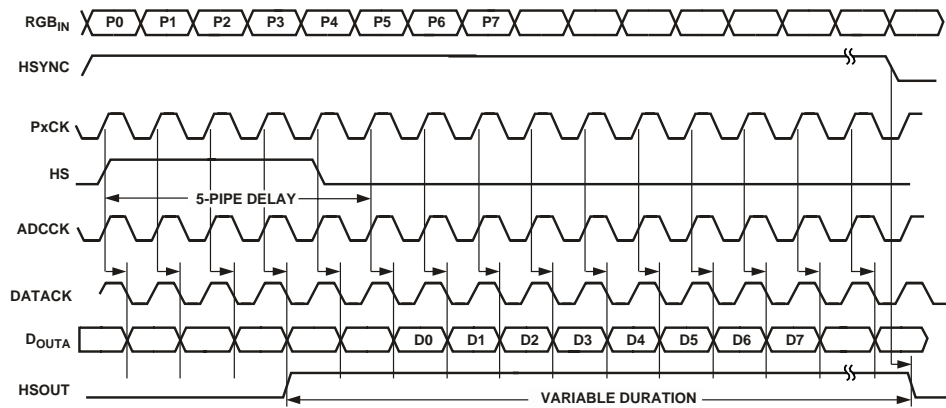 RGBIN P0 P1 P2 P3 P4 P5 P6 P7
HSYNC
PxCK
HS
5-PIPE DELAY
ADCCK
DATACK
DOUTA D0 D1 D2 D3 D4 D5 D6 D7
HSOUT
VARIABLE DURATION